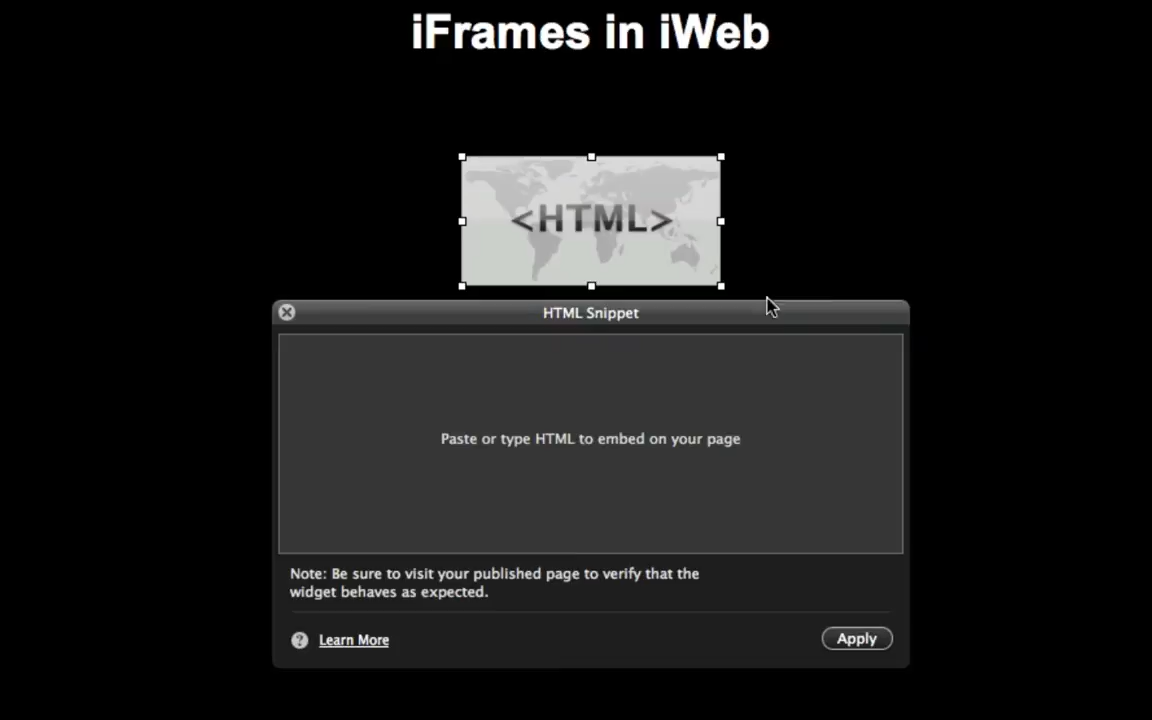 iFrames in iWeb
<HTML>
HTML Snippet
Paste or type HTML to embed on your page
Note: Be sure to visit your published page to verify that the
widget behaves as expected.
? Learn More
Apply